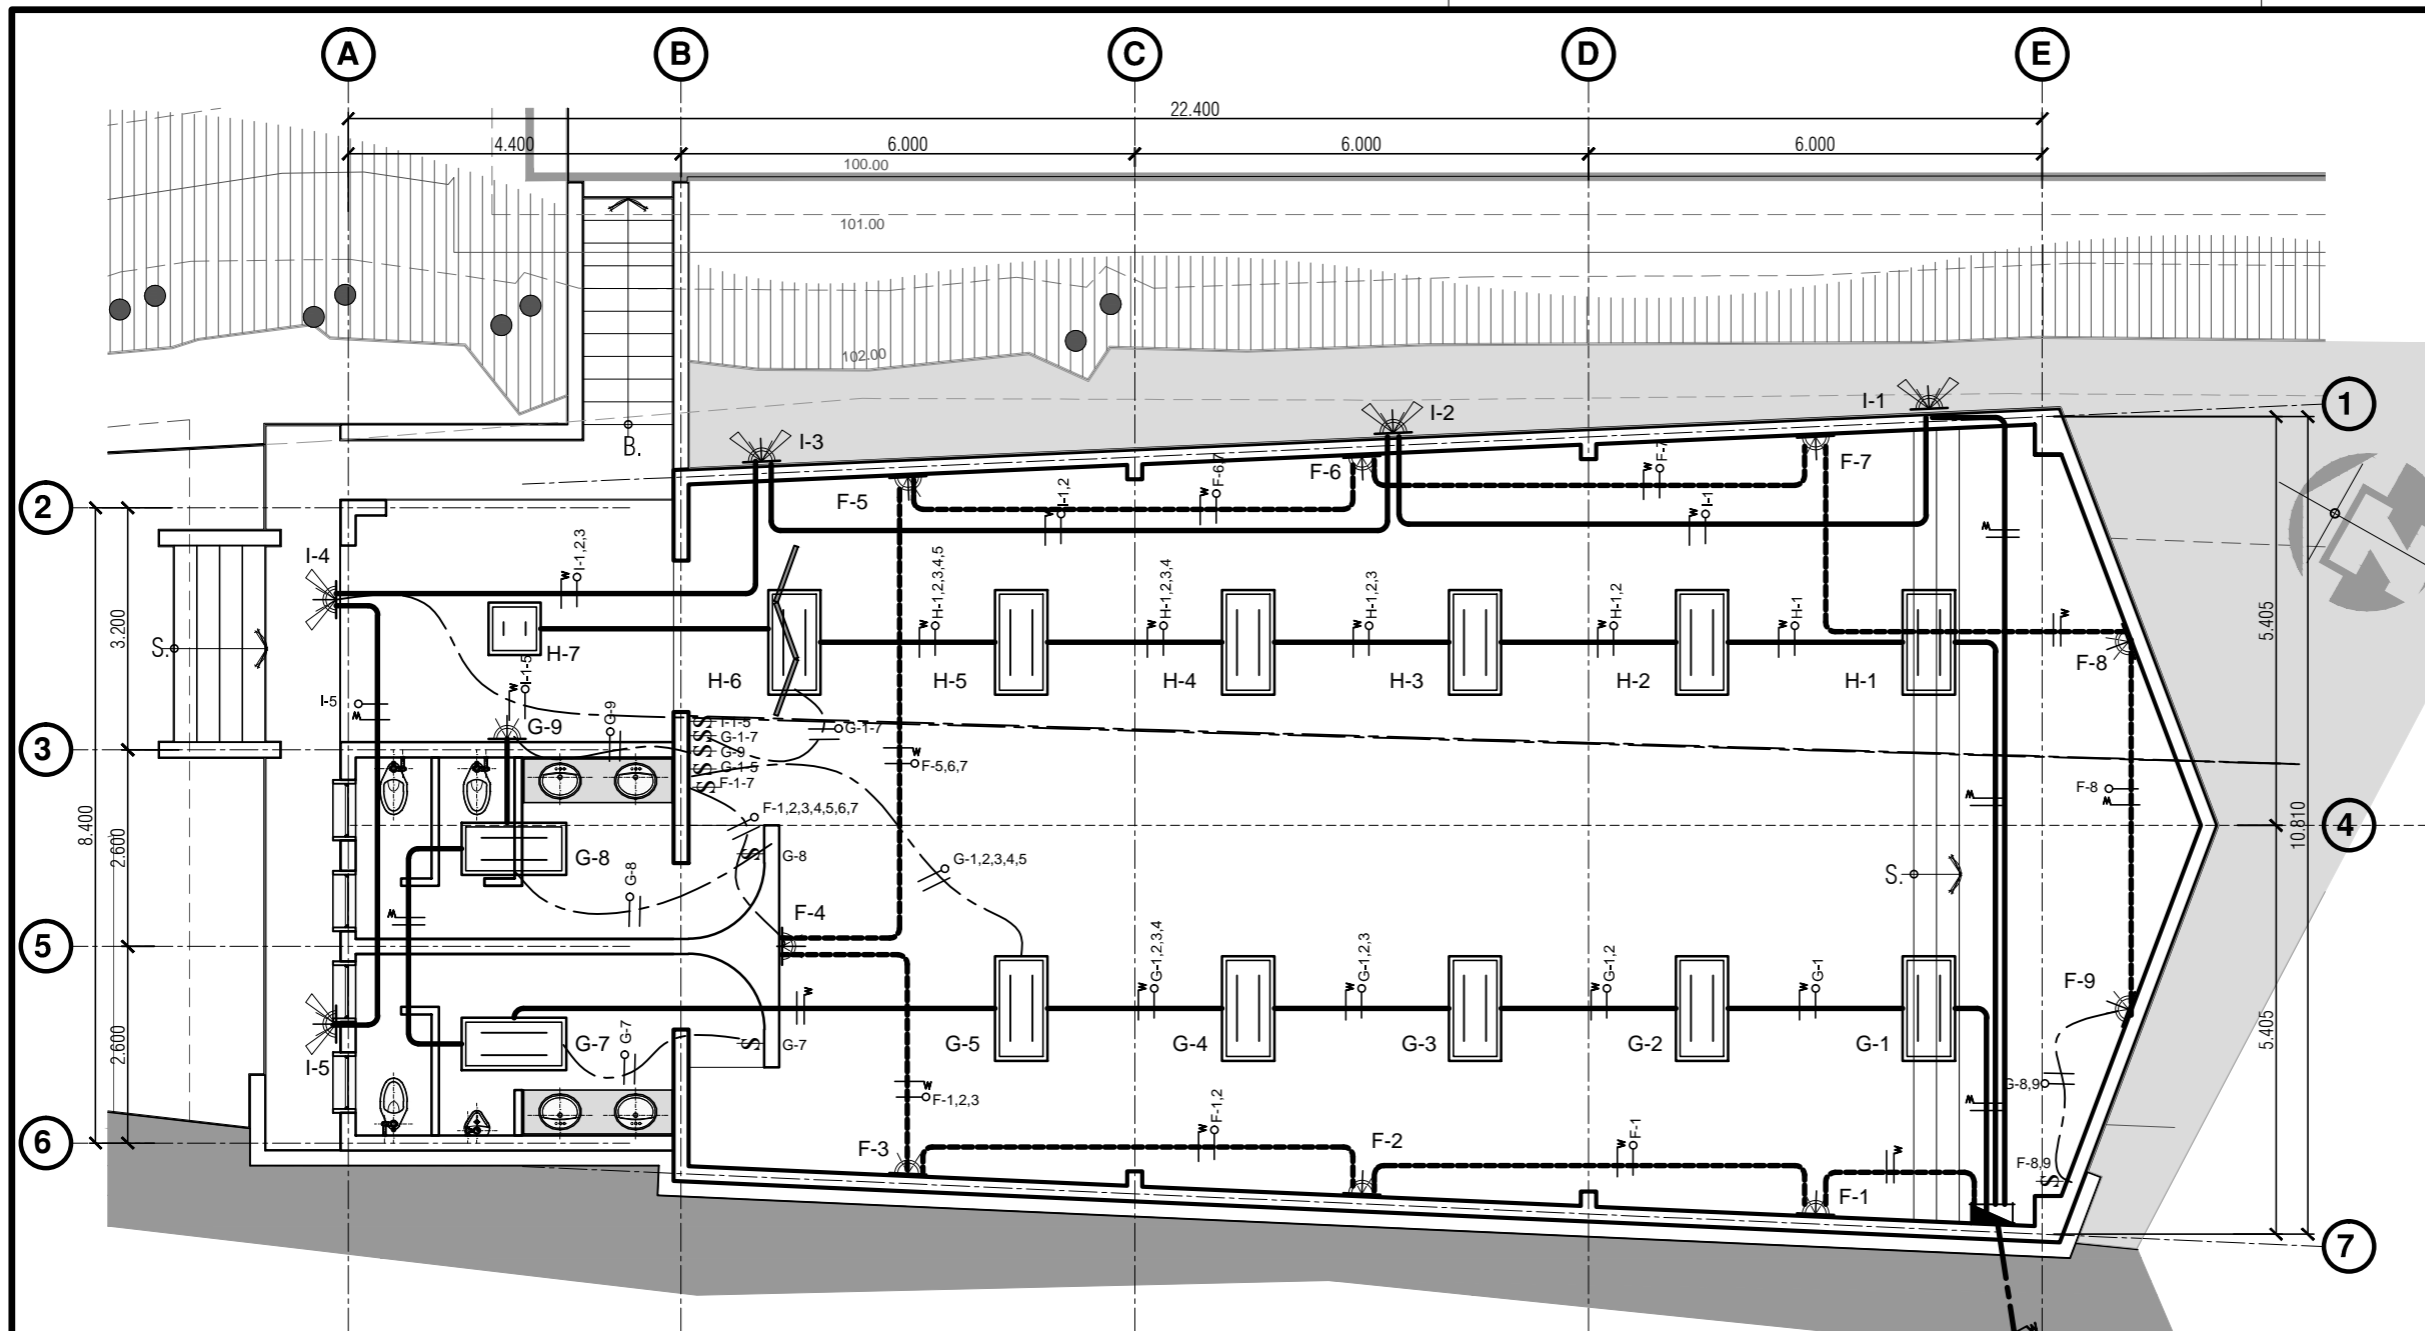 A
B
C
D
E
22.400
4.400
6.000
6.000
6.000
100.00
101.00
102.00
1
I-1
I-2
I-3
B.
F-7
F-6
F-5
F-7
F-6,7
I-1,2
I-1
2
I-4
I-1,2,3
H-1,2,3,4,5
H-1,2,3,4
H-1,2,3
H-1,2
H-1
3.200
5.405
S.
H-7
H-6
H-5
H-4
H-3
H-2
H-1
F-8
I-5
I-1-5
G-9
G-9
I-1-5
G-1-7
G-9
G-1-5
F-1-7
G-1-7
3
F-5,6,7
F-8
8.400
2.600
10.810
F-1,2,3,4,5,6,7
4
G-8
G-8
G-8
G-1,2,3,4,5
S.
F-4
5
G-1,2,3,4
G-1,2,3
G-1,2
G-1
F-9
2.600
5.405
I-5
G-7
G-7
G-7
G-5
G-4
G-3
G-2
G-1
G-8,9
F-1,2,3
F-1,2
F-1
6
F-3
F-2
F-8,9
F-1
7